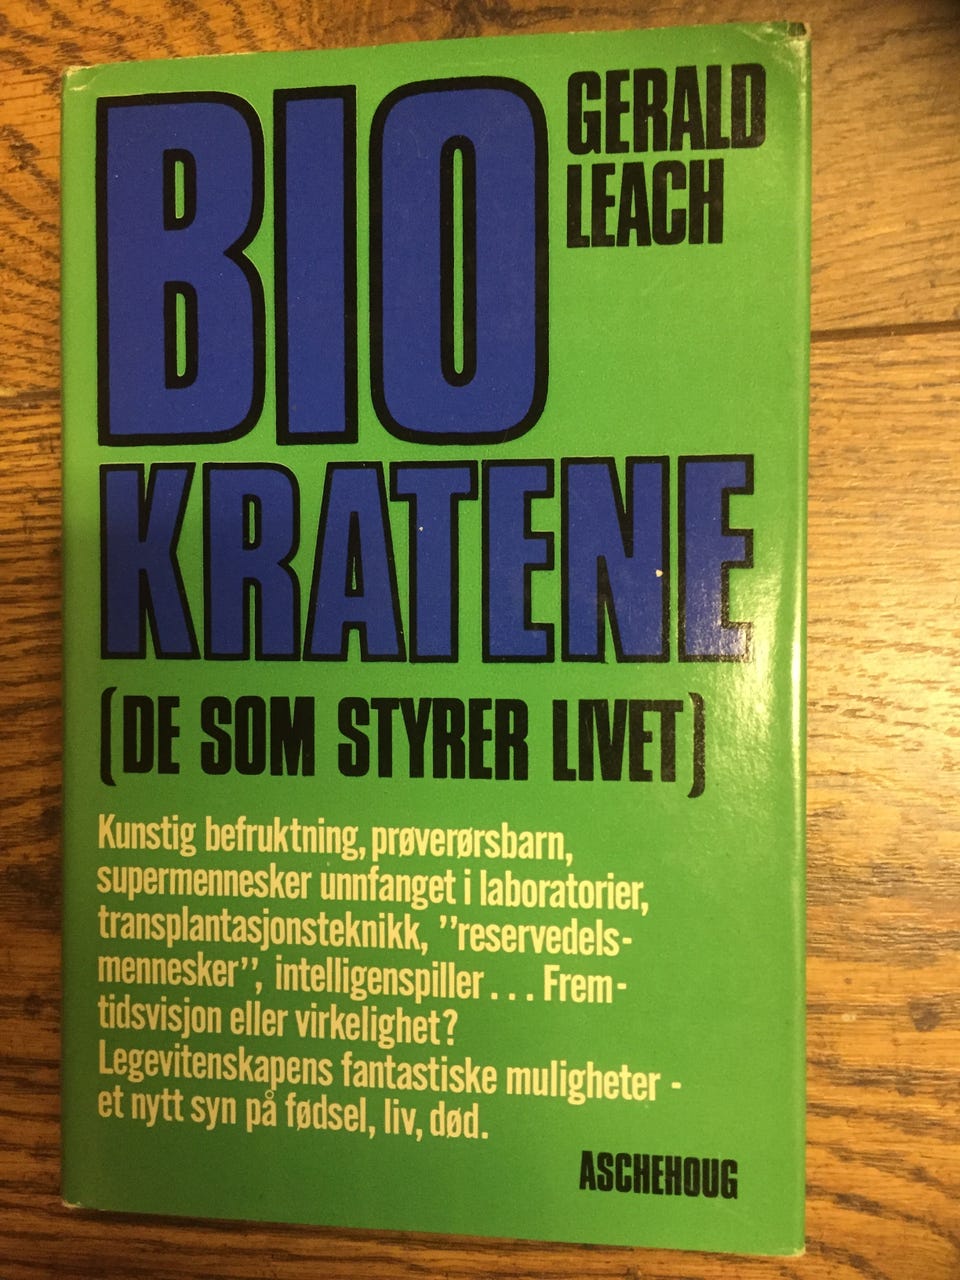 BIO
GERALD
LEACH
KRATENE
(DE SOM STYRER LIVET)
Kunstig befruktning, prøverørsbarn,
supermennesker unnfanget i laboratorier,
transplantasjonsteknikk, ”reservedels-
mennesker”, intelligenspiller... Frem-
tidsvisjon eller virkelighet?
Legevitenskapens fantastiske muligheter -
et nytt syn på fødsel, liv, død.
ASCHEHOUG